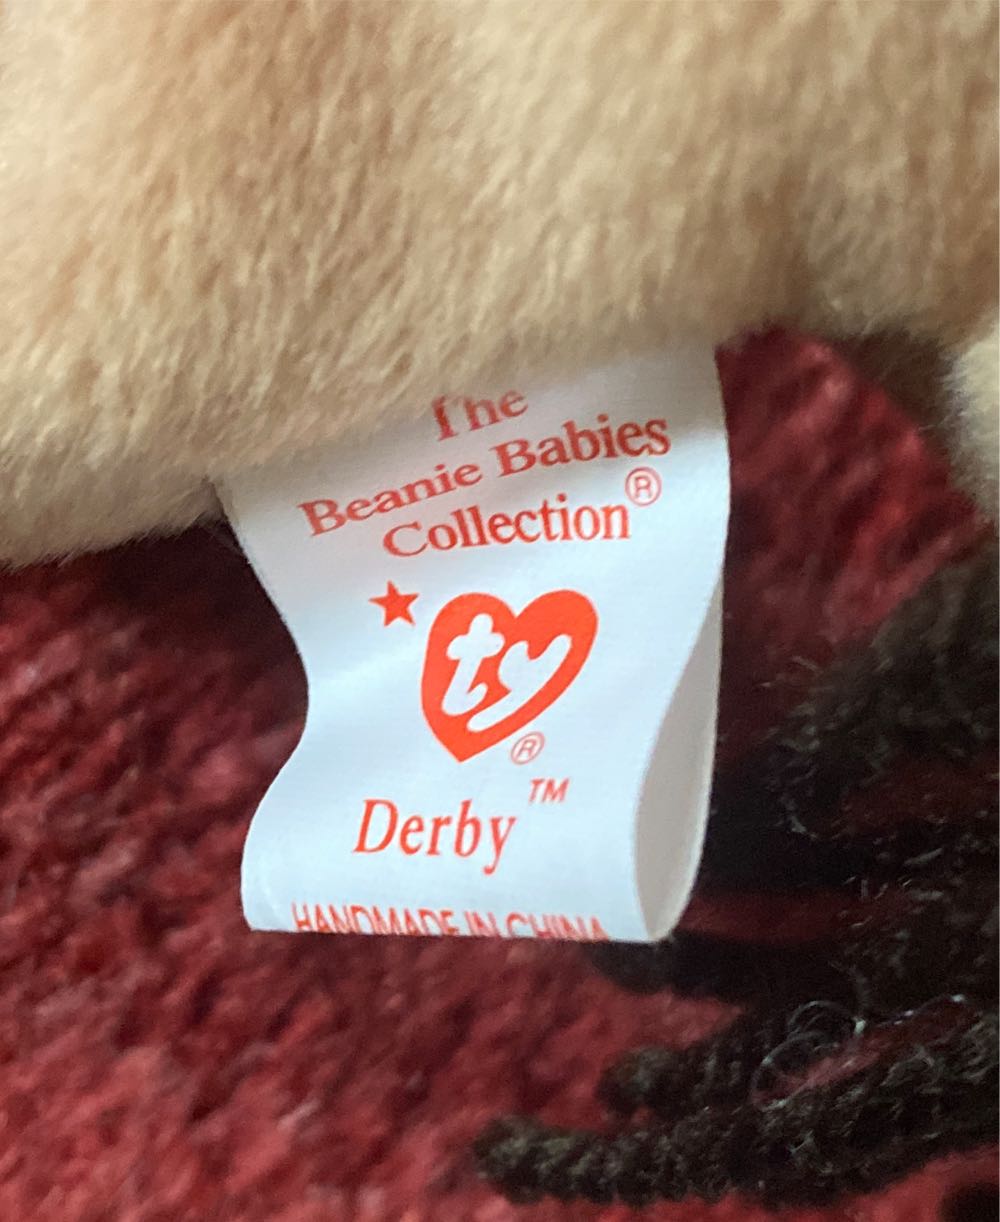 The
Beanie Babies
Collection®
ty®
Derby™
HANDMADE IN CHINA